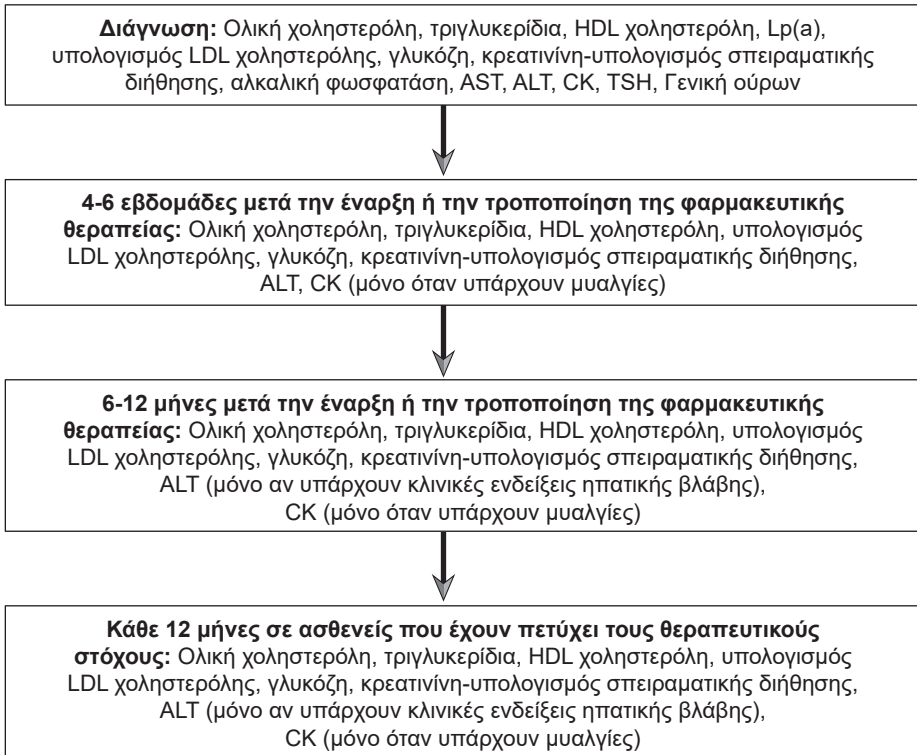 Διάγνωση: Ολική χοληστερόλη, τριγλυκερίδια, HDL χοληστερόλη, Lp(a),
υπολογισμός LDL χοληστερόλης, γλυκόζη, κρεατινίνη-υπολογισμός σπειραματικής
διήθησης, αλκαλική φωσφατάση, AST, ALT, CK, TSH, Γενική ούρων
4-6 εβδομάδες μετά την έναρξη ή την τροποποίηση της φαρμακευτικής
θεραπείας: Ολική χοληστερόλη, τριγλυκερίδια, HDL χοληστερόλη, υπολογισμός
LDL χοληστερόλης, γλυκόζη, κρεατινίνη-υπολογισμός σπειραματικής διήθησης,
ALT, CK (μόνο όταν υπάρχουν μυαλγίες)
6-12 μήνες μετά την έναρξη ή την τροποποίηση της φαρμακευτικής
θεραπείας: Ολική χοληστερόλη, τριγλυκερίδια, HDL χοληστερόλη, υπολογισμός
LDL χοληστερόλης, γλυκόζη, κρεατινίνη-υπολογισμός σπειραματικής διήθησης,
ALT (μόνο αν υπάρχουν κλινικές ενδείξεις ηπατικής βλάβης),
CK (μόνο όταν υπάρχουν μυαλγίες)
Κάθε 12 μήνες σε ασθενείς που έχουν πετύχει τους θεραπευτικούς
στόχους: Ολική χοληστερόλη, τριγλυκερίδια, HDL χοληστερόλη, υπολογισμός
LDL χοληστερόλης, γλυκόζη, κρεατινίνη-υπολογισμός σπειραματικής διήθησης,
ALT (μόνο αν υπάρχουν κλινικές ενδείξεις ηπατικής βλάβης),
CK (μόνο όταν υπάρχουν μυαλγίες)